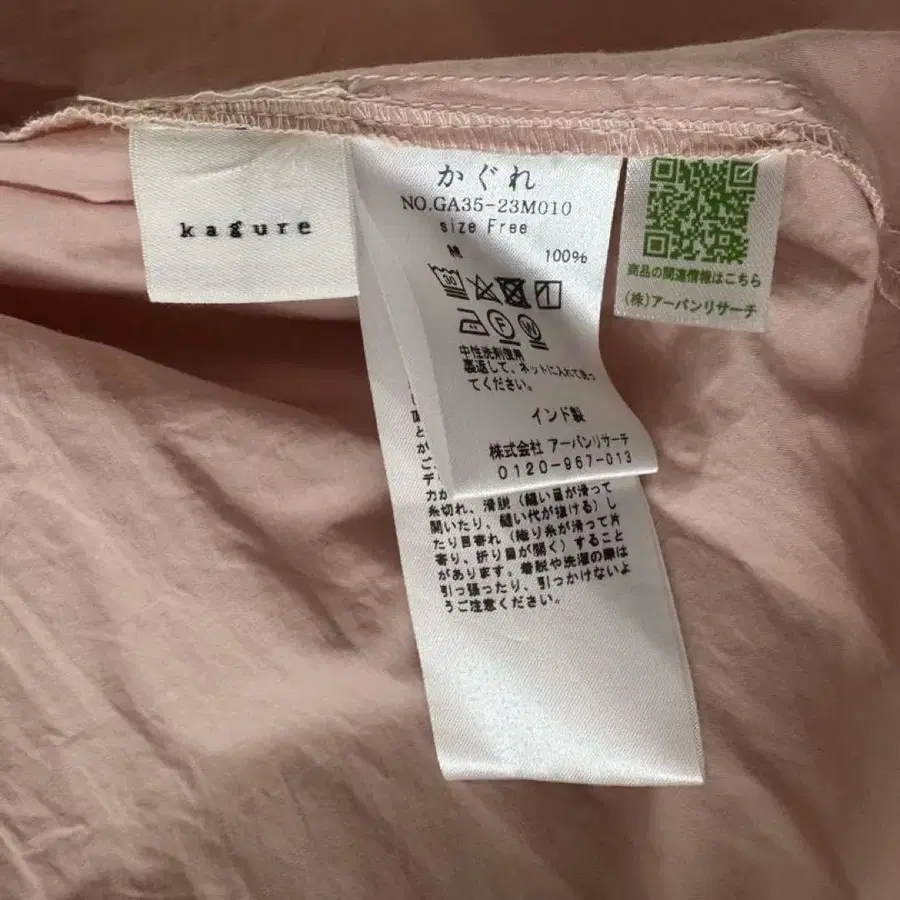 kagure
かぐれ
NO.GA35-23M010
size Free
綿 100%
30
F
W
中性洗剤使用
裏返して、ネットに入れてあっ
てください。
インド製
株式会社 アーバンリサーチ
0120-967-013
商品の関連情報はこちら
(株)アーバンリサーチ
と
が
ご
デ
力が
糸切れ、滑脱(縫い目が滑って
開いたり、縫い代が抜ける)し
たり目寄れ(織り糸が滑って片
寄り、折り目が開く)すること
があります。着脱や洗濯の際は
引っ張ったり、引っかけないよ
うご注意ください。